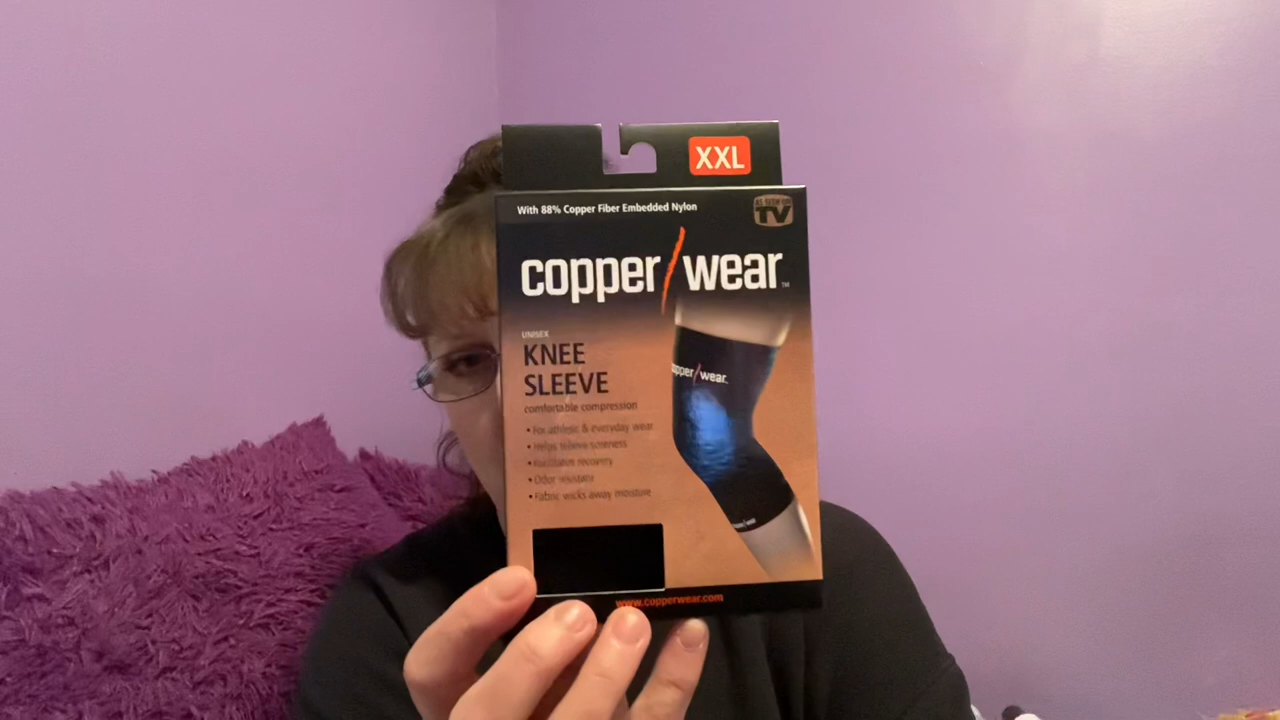 XXL
With 88% Copper Fiber Embedded Nylon
AS SEEN ON
TV
copper/wear™
UNISEX
KNEE
SLEEVE
comfortable compression
• For athletic & everyday wear
• Helps relieve soreness
• Facilitates recovery
• Odor resistant
• Fabric wicks away moisture
copper/wear.
www.copperwear.com